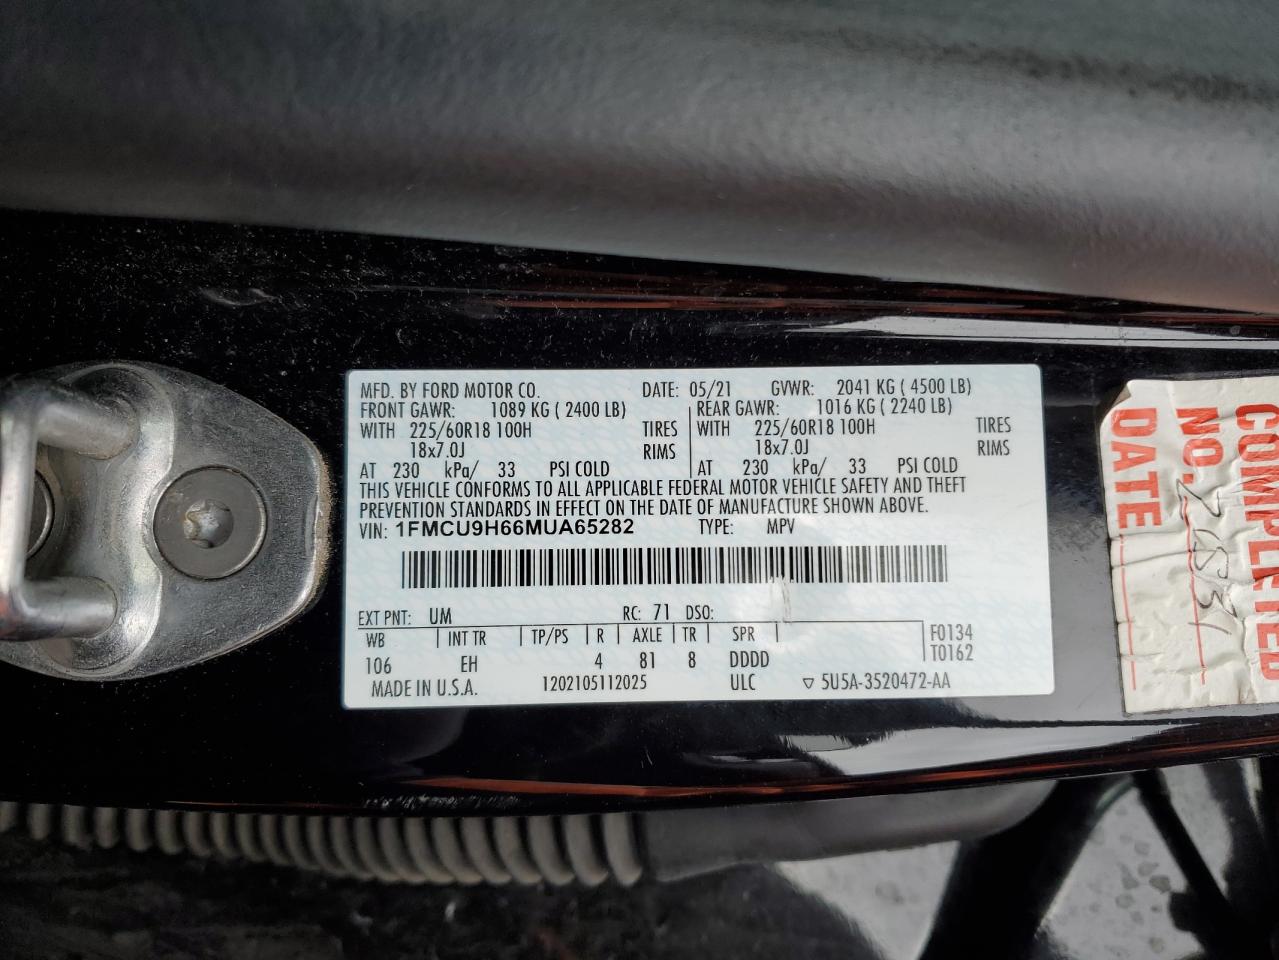 MFD. BY FORD MOTOR CO. DATE: 05/21 GVWR: 2041 KG ( 4500 LB)
FRONT GAWR: 1089 KG ( 2400 LB) REAR GAWR: 1016 KG ( 2240 LB)
WITH 225/60R18 100H TIRES WITH 225/60R18 100H TIRES
18x7.0J RIMS 18x7.0J RIMS
AT 230 kPa/ 33 PSI COLD AT 230 kPa/ 33 PSI COLD
THIS VEHICLE CONFORMS TO ALL APPLICABLE FEDERAL MOTOR VEHICLE SAFETY AND THEFT
PREVENTION STANDARDS IN EFFECT ON THE DATE OF MANUFACTURE SHOWN ABOVE.
VIN: 1FMCU9H66MUA65282 TYPE: MPV
EXT PNT: UM RC: 71 DSO:
WB INT TR TP/PS R AXLE TR SPR F0134
106 EH 4 81 8 DDDD T0162
MADE IN U.S.A. 1202105112025 ULC ▽ 5U5A-3520472-AA
COMPLETED
NO.
DATE